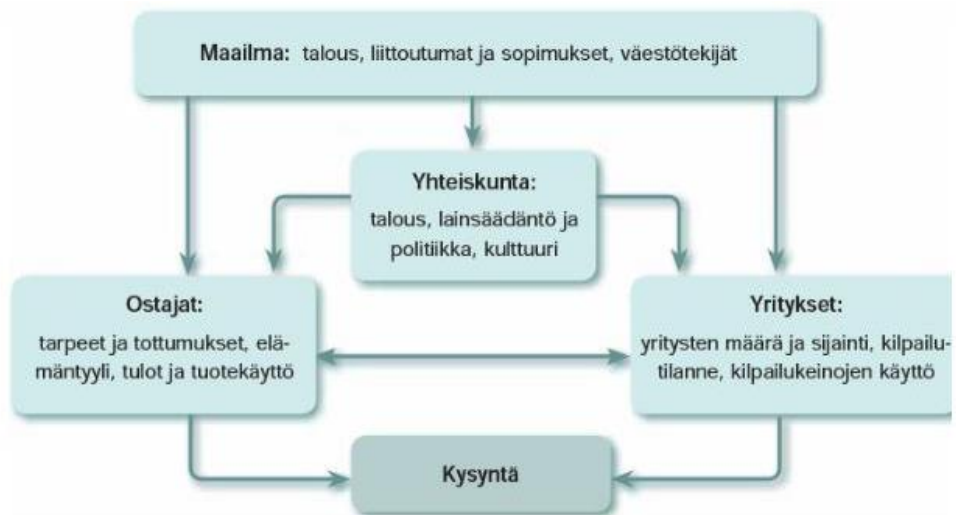 Maailma: talous, liittoutumat ja sopimukset, väestötekijät
Yhteiskunta:
talous, lainsäädäntö ja
politiikka, kulttuuri
Ostajat:
tarpeet ja tottumukset, elä-
mäntyyli, tulot ja tuotekäyttö
Yritykset:
yritysten määrä ja sijainti, kilpailu-
tilanne, kilpailukeinojen käyttö
Kysyntä